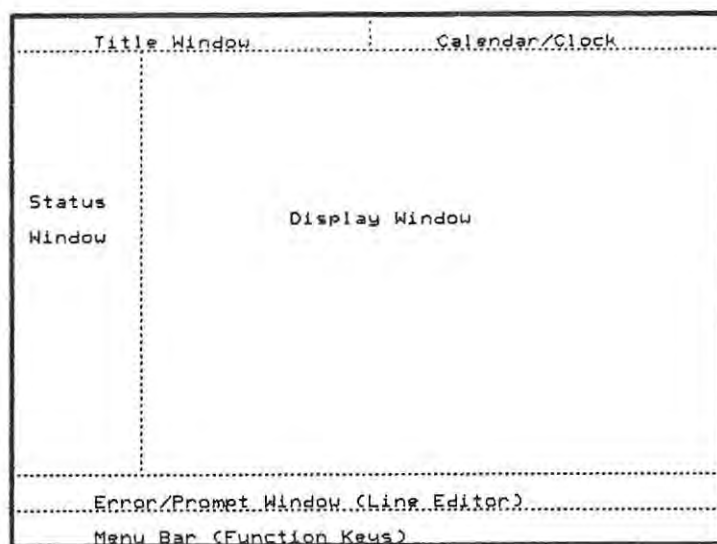 Title Window Calendar/Clock
Status
Window
Display Window
Error/Prompt Window (Line Editor)
Menu Bar (Function Keys)